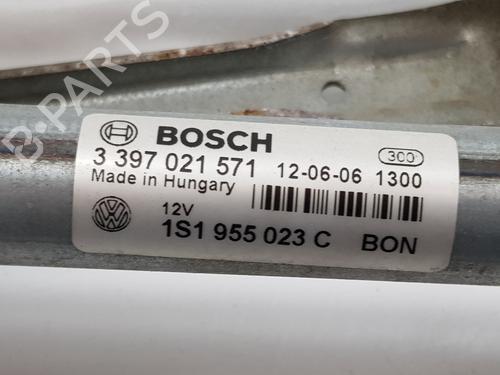 B-PARTS
BOSCH
300
3 397 021 571 12-06-06 1300
Made in Hungary
12V
1S1 955 023 C BON